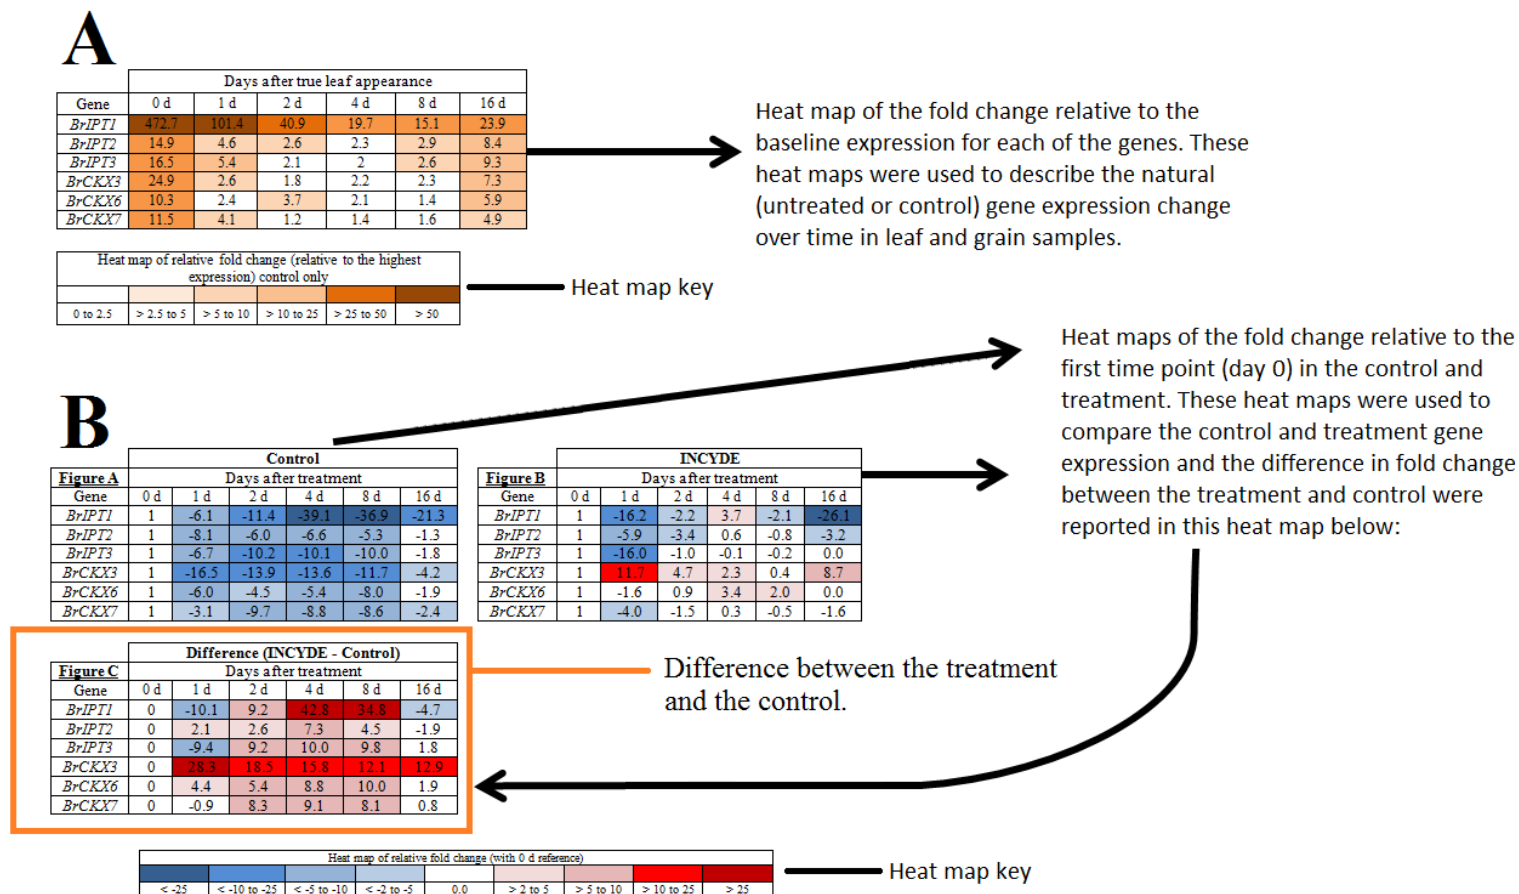 A
Days after true leaf appearance
Gene 0 d 1 d 2 d 4 d 8 d 16 d
BrIPT1 472.7 101.4 40.9 19.7 15.1 23.9
BrIPT2 14.9 4.6 2.6 2.3 2.9 8.4
BrIPT3 16.5 5.4 2.1 2 2.6 9.3
BrCKX3 24.9 2.6 1.8 2.2 2.3 7.3
BrCKX6 10.3 2.4 3.7 2.1 1.4 5.9
BrCKX7 11.5 4.1 1.2 1.4 1.6 4.9
Heat map of the fold change relative to the
baseline expression for each of the genes. These
heat maps were used to describe the natural
(untreated or control) gene expression change
over time in leaf and grain samples.
Heat map of relative fold change (relative to the highest
expression) control only
0 to 2.5 > 2.5 to 5 > 5 to 10 > 10 to 25 > 25 to 50 > 50
Heat map key
Heat maps of the fold change relative to the
first time point (day 0) in the control and
treatment. These heat maps were used to
compare the control and treatment gene
expression and the difference in fold change
between the treatment and control were
reported in this heat map below:
B
Control
Figure A Days after treatment
Gene 0 d 1 d 2 d 4 d 8 d 16 d
BrIPT1 1 -6.1 -11.4 -39.1 -36.9 -21.3
BrIPT2 1 -8.1 -6.0 -6.6 -5.3 -1.3
BrIPT3 1 -6.7 -10.2 -10.1 -10.0 -1.8
BrCKX3 1 -16.5 -13.9 -13.6 -11.7 -4.2
BrCKX6 1 -6.0 -4.5 -5.4 -8.0 -1.9
BrCKX7 1 -3.1 -9.7 -8.8 -8.6 -2.4
INCYDE
Figure B Days after treatment
Gene 0 d 1 d 2 d 4 d 8 d 16 d
BrIPT1 1 -16.2 -2.2 3.7 -2.1 -26.1
BrIPT2 1 -5.9 -3.4 0.6 -0.8 -3.2
BrIPT3 1 -16.0 -1.0 -0.1 -0.2 0.0
BrCKX3 1 11.7 4.7 2.3 0.4 8.7
BrCKX6 1 -1.6 0.9 3.4 2.0 0.0
BrCKX7 1 -4.0 -1.5 0.3 -0.5 -1.6
Difference (INCYDE - Control)
Figure C Days after treatment
Gene 0 d 1 d 2 d 4 d 8 d 16 d
BrIPT1 0 -10.1 9.2 42.8 34.8 -4.7
BrIPT2 0 2.1 2.6 7.3 4.5 -1.9
BrIPT3 0 -9.4 9.2 10.0 9.8 1.8
BrCKX3 0 28.3 18.5 15.8 12.1 12.9
BrCKX6 0 4.4 5.4 8.8 10.0 1.9
BrCKX7 0 -0.9 8.3 9.1 8.1 0.8
Difference between the treatment
and the control.
Heat map of relative fold change (with 0 d reference)
< -25 < -10 to -25 < -5 to -10 < -2 to -5 0.0 > 2 to 5 > 5 to 10 > 10 to 25 > 25
Heat map key